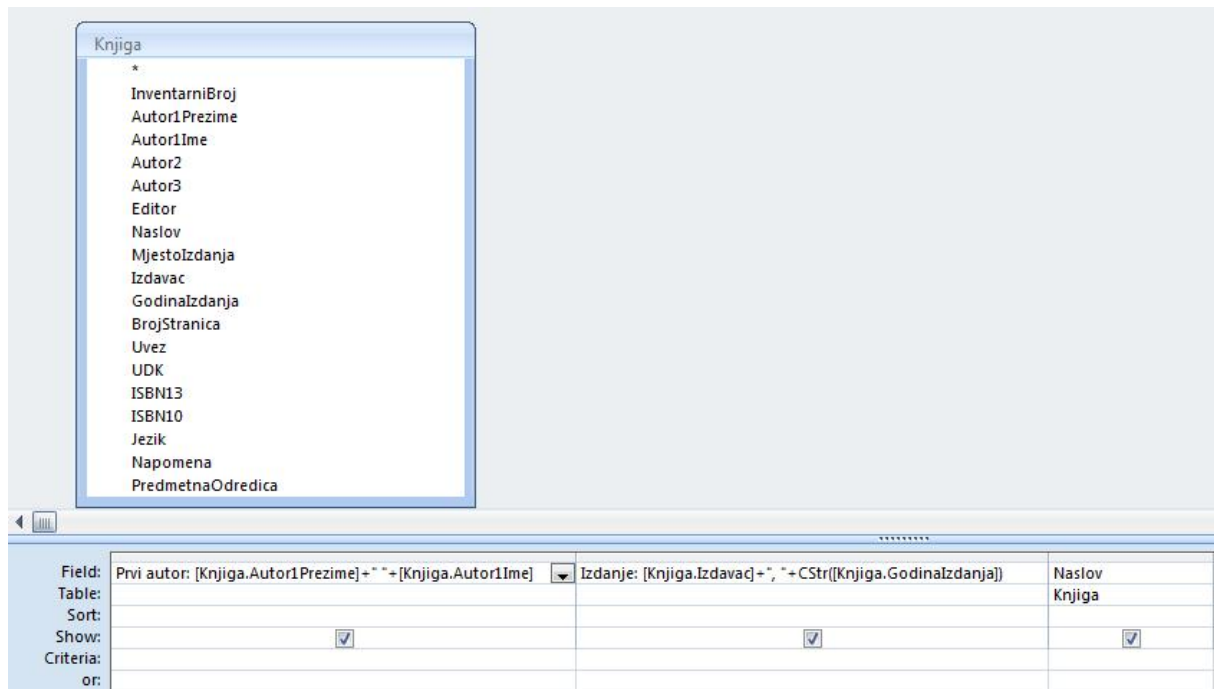 Knjiga
*
InventarniBroj
Autor1Prezime
Autor1Ime
Autor2
Autor3
Editor
Naslov
MjestoIzdanja
Izdavac
GodinaIzdanja
BrojStranica
Uvez
UDK
ISBN13
ISBN10
Jezik
Napomena
PredmetnaOdredica
Field: Prvi autor: [Knjiga.Autor1Prezime]+" "+[Knjiga.Autor1Ime] Izdanje: [Knjiga.Izdavac]+", "+CStr([Knjiga.GodinaIzdanja]) Naslov
Table: Knjiga
Sort:
Show:
Criteria:
or: